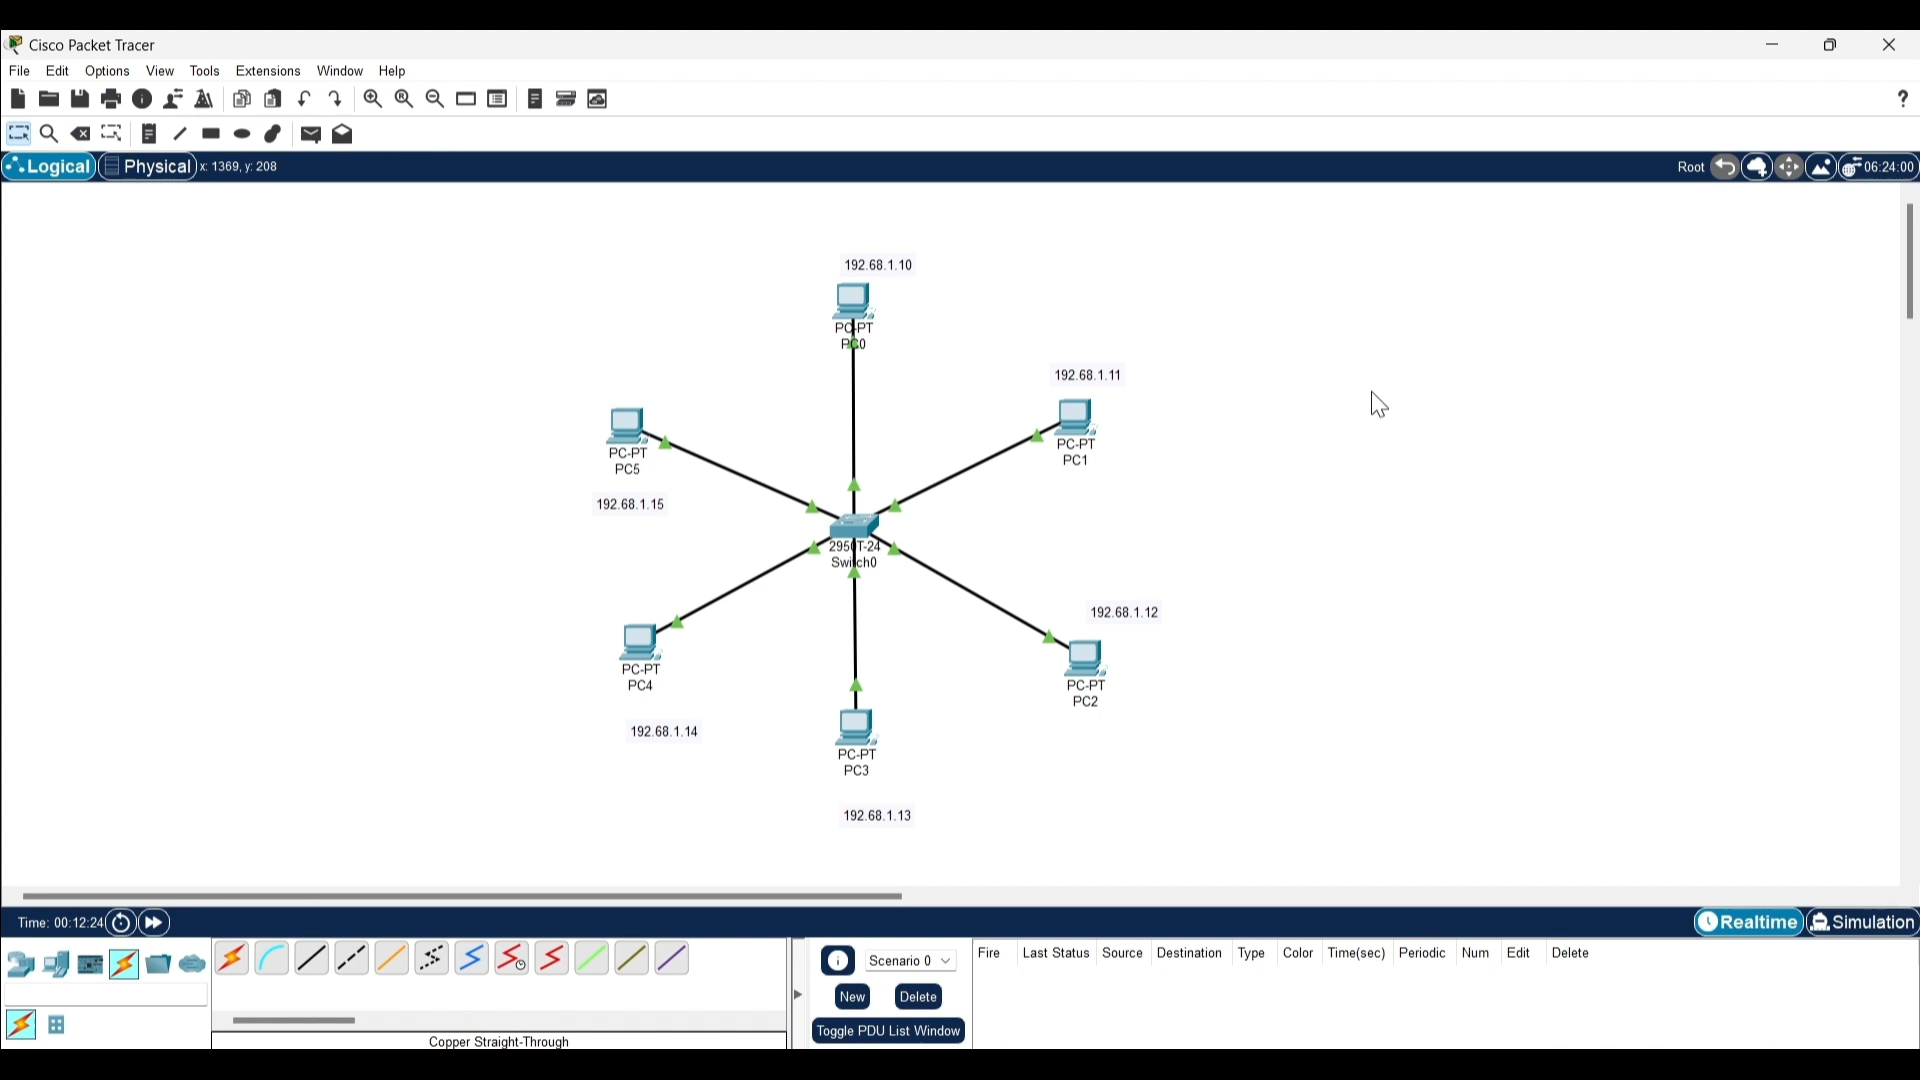 Cisco Packet Tracer
File Edit Options View Tools Extensions Window Help
?
Logical Physical x: 1369, y: 208 Root 06:24:00
192.68.1.10
PC-PT
PC0
192.68.1.11
PC-PT
PC1
PC-PT
PC5
192.68.1.15
2950T-24
Switch0
192.68.1.12
PC-PT
PC2
PC-PT
PC4
192.68.1.14
PC-PT
PC3
192.68.1.13
Time: 00:12:24 Realtime Simulation
Scenario 0
New Delete
Toggle PDU List Window
Fire Last Status Source Destination Type Color Time(sec) Periodic Num Edit Delete
Copper Straight-Through